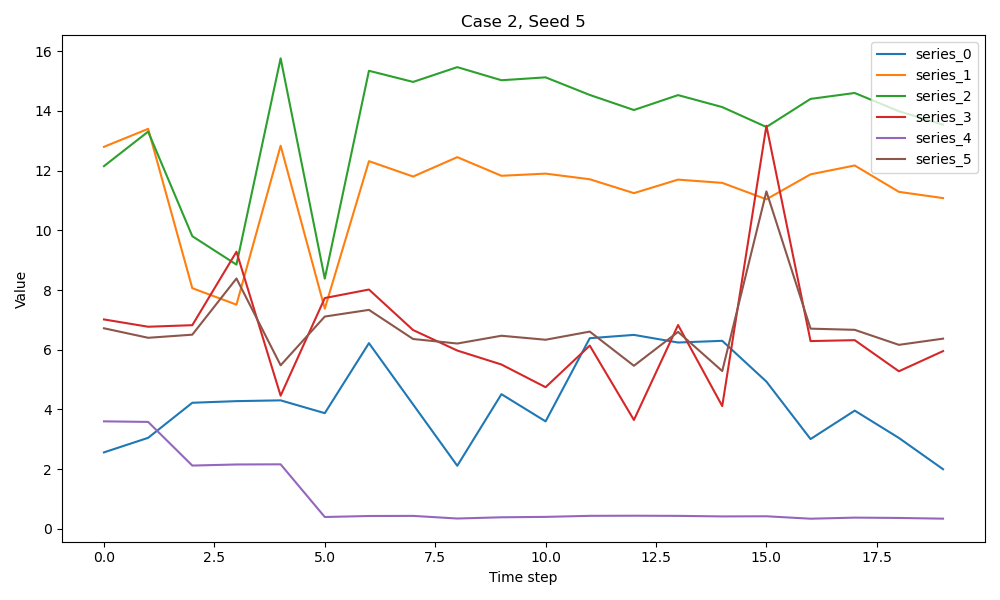 Case 2, Seed 5
16
14
12
10
8
6
4
2
0
Value
0.0
2.5
5.0
7.5
10.0
12.5
15.0
17.5
Time step
series_0
series_1
series_2
series_3
series_4
series_5